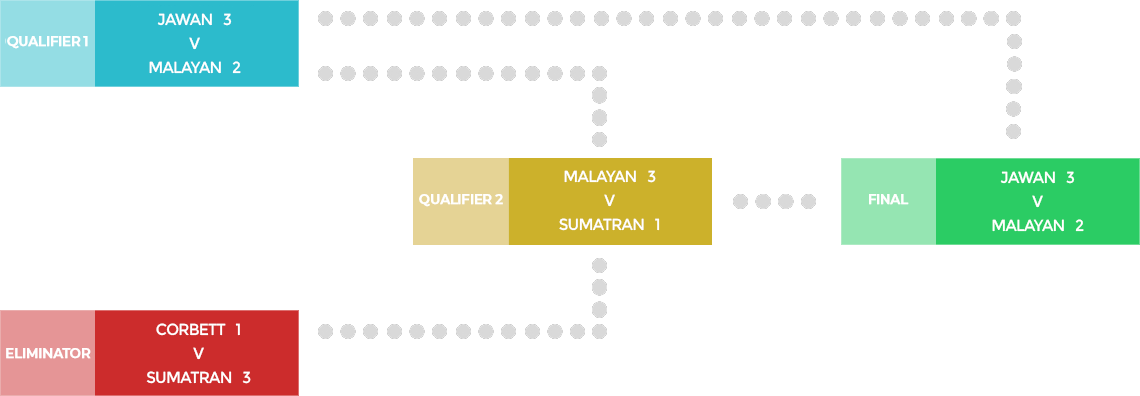 QUALIFIER 1
JAWAN 3
V
MALAYAN 2
QUALIFIER 2
MALAYAN 3
V
SUMATRAN 1
FINAL
JAWAN 3
V
MALAYAN 2
ELIMINATOR
CORBETT 1
V
SUMATRAN 3